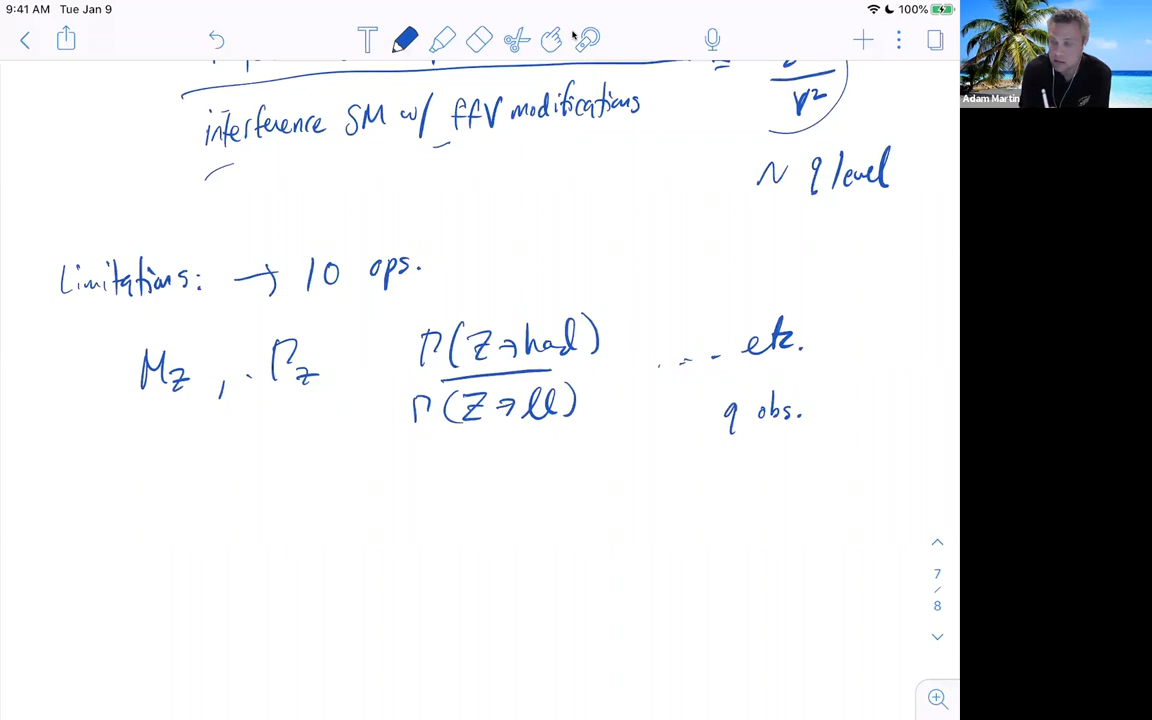 9:41 AM Tue Jan 9
100%
T
Adam Martin
V²
interference SM w/ ffV modifications
~ q level
Limitations: → 10 ops.
M_Z , Γ_Z Γ(Z→had) / Γ(Z→ll) .... etc.
9 obs.
7
/
8